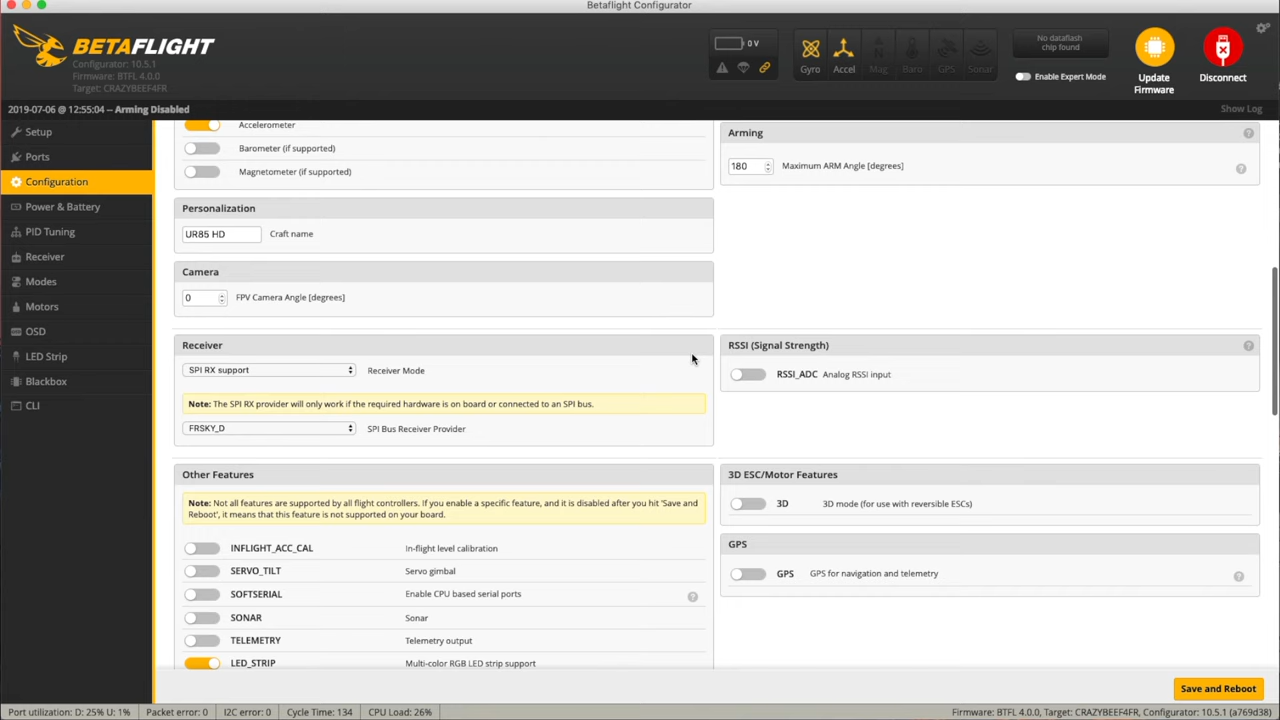 Betaflight Configurator
BETAFLIGHT
Configurator: 10.5.1
Firmware: BTFL 4.0.0
Target: CRAZYBEEF4FR
0 V
Gyro
Accel
Mag
Baro
GPS
Sonar
No dataflash
chip found
Enable Expert Mode
Update
Firmware
Disconnect
2019-07-06 @ 12:55:04 -- Arming Disabled
Show Log
Setup
Ports
Configuration
Power & Battery
PID Tuning
Receiver
Modes
Motors
OSD
LED Strip
Blackbox
CLI
Accelerometer
Barometer (if supported)
Magnetometer (if supported)
Arming
180 Maximum ARM Angle [degrees]
Personalization
UR85 HD Craft name
Camera
0 FPV Camera Angle [degrees]
Receiver
SPI RX support Receiver Mode
Note: The SPI RX provider will only work if the required hardware is on board or connected to an SPI bus.
FRSKY_D SPI Bus Receiver Provider
RSSI (Signal Strength)
RSSI_ADC Analog RSSI input
Other Features
Note: Not all features are supported by all flight controllers. If you enable a specific feature, and it is disabled after you hit 'Save and
Reboot', it means that this feature is not supported on your board.
INFLIGHT_ACC_CAL In-flight level calibration
SERVO_TILT Servo gimbal
SOFTSERIAL Enable CPU based serial ports
SONAR Sonar
TELEMETRY Telemetry output
LED_STRIP Multi-color RGB LED strip support
3D ESC/Motor Features
3D 3D mode (for use with reversible ESCs)
GPS
GPS GPS for navigation and telemetry
Save and Reboot
Port utilization: D: 25% U: 1% Packet error: 0 I2C error: 0 Cycle Time: 134 CPU Load: 26% Firmware: BTFL 4.0.0, Target: CRAZYBEEF4FR, Configurator: 10.5.1 (a769d38)